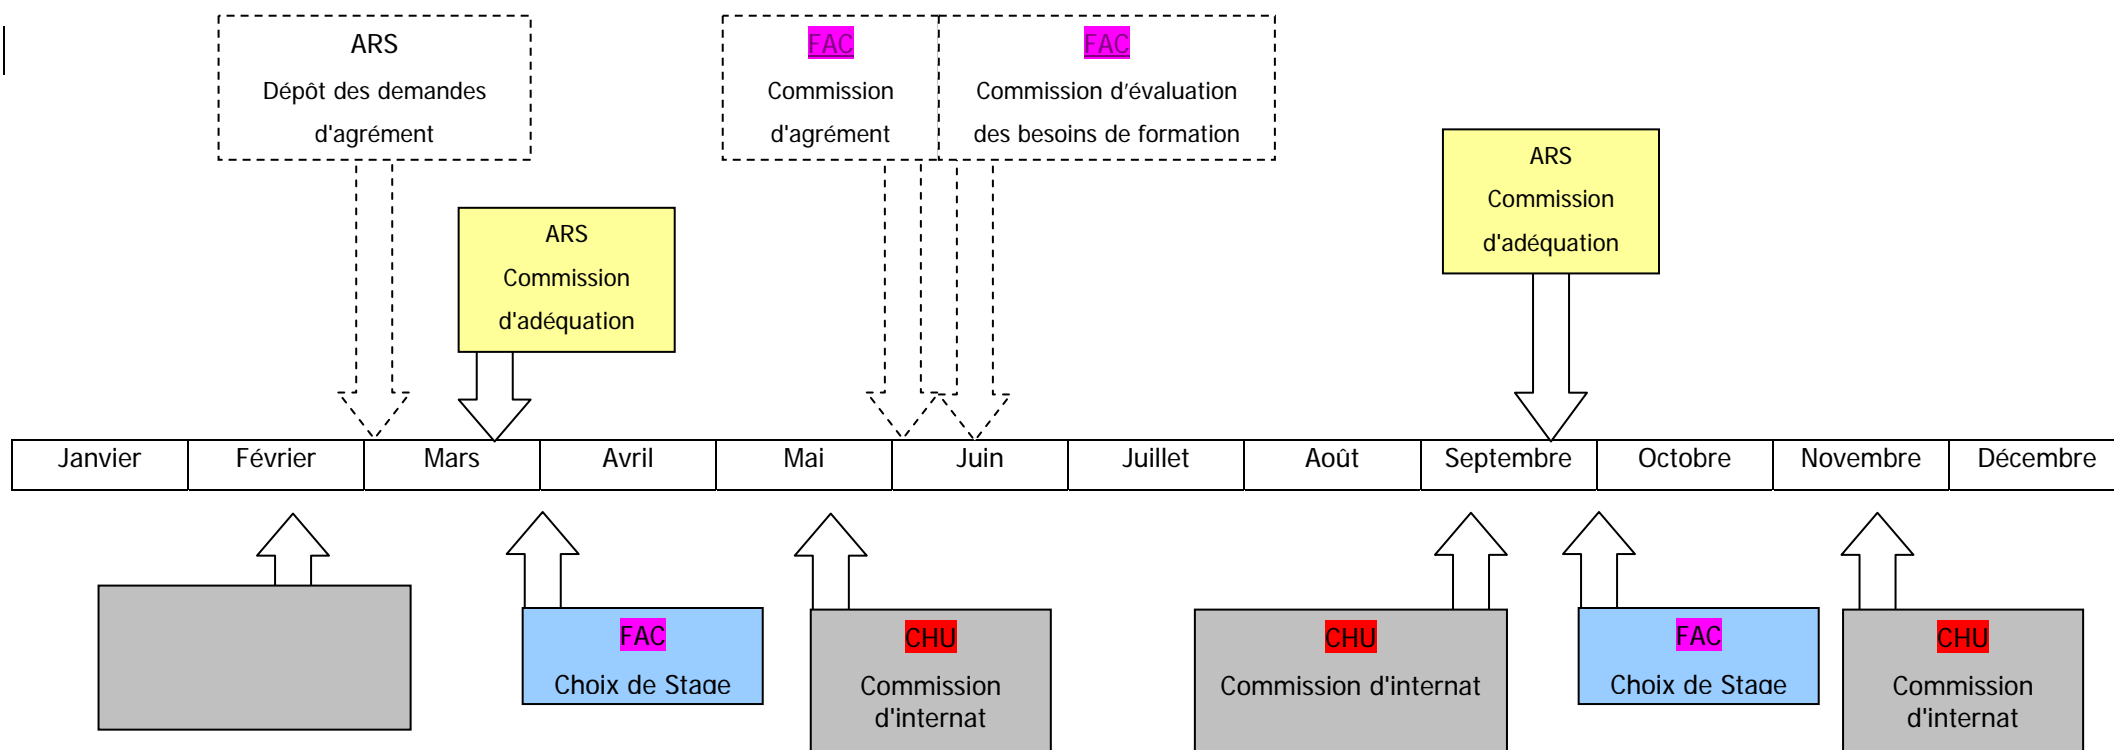 ARS
Dépôt des demandes
d'agrément
FAC
Commission
d'agrément
FAC
Commission d'évaluation
des besoins de formation
ARS
Commission
d'adéquation
ARS
Commission
d'adéquation
Janvier Février Mars Avril Mai Juin Juillet Août Septembre Octobre Novembre Décembre
FAC
Choix de Stage
CHU
Commission
d'internat
CHU
Commission d'internat
FAC
Choix de Stage
CHU
Commission
d'internat